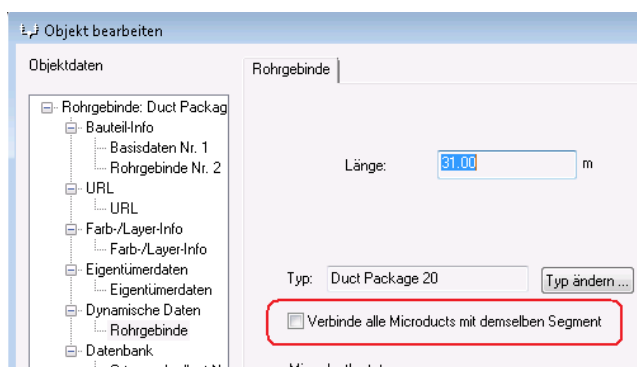 Objekt bearbeiten
Objektdaten
Rohrgebinde
Rohrgebinde: Duct Packag
Bauteil-Info
Basisdaten Nr. 1
Rohrgebinde Nr. 2
URL
URL
Farb-/Layer-Info
Farb-/Layer-Info
Eigentümerdaten
Eigentümerdaten
Dynamische Daten
Rohrgebinde
Datenbank
Länge: 31.00 m
Typ: Duct Package 20 Typ ändern ...
Verbinde alle Microducts mit demselben Segment